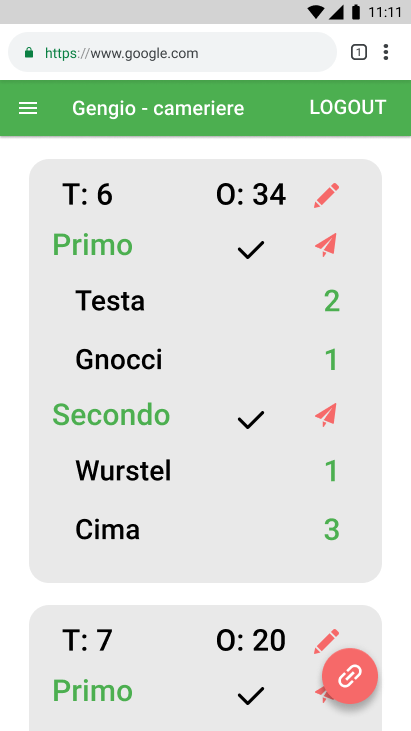 11:11
https://www.google.com 1
Gengio - cameriere LOGOUT
T: 6 O: 34
Primo
Testa 2
Gnocci 1
Secondo
Wurstel 1
Cima 3
T: 7 O: 20
Primo